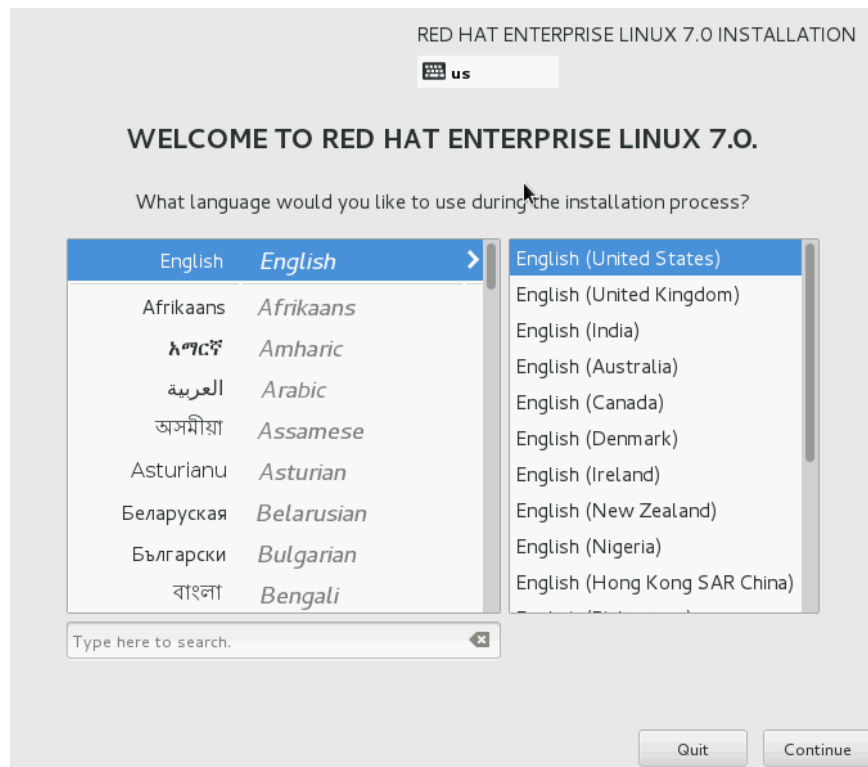 RED HAT ENTERPRISE LINUX 7.0 INSTALLATION
us
WELCOME TO RED HAT ENTERPRISE LINUX 7.0.
What language would you like to use during the installation process?
English English
Afrikaans Afrikaans
አማርኛ Amharic
العربية Arabic
অসমীয়া Assamese
Asturianu Asturian
Беларуская Belarusian
Български Bulgarian
বাংলা Bengali
English (United States)
English (United Kingdom)
English (India)
English (Australia)
English (Canada)
English (Denmark)
English (Ireland)
English (New Zealand)
English (Nigeria)
English (Hong Kong SAR China)
Type here to search.
Quit Continue